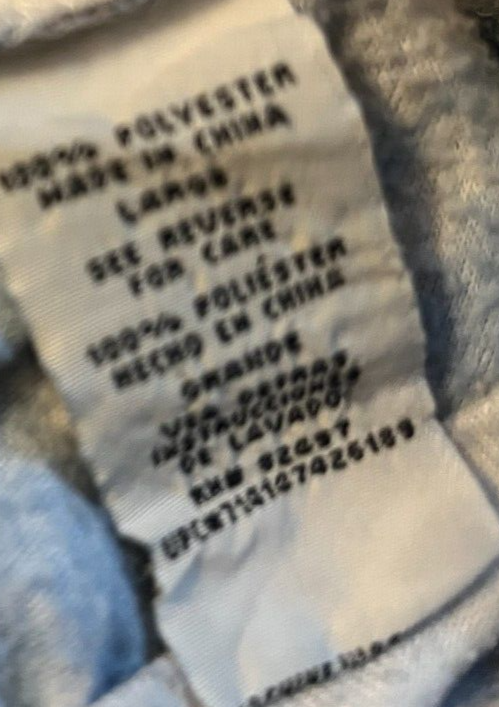 100% POLYESTER
MADE IN CHINA
LARGE
SEE REVERSE
FOR CARE
100% POLIÉSTER
HECHO EN CHINA
GRANDE
VEA DETRAS
INSTRUCCIONES
DE LAVADO
RN#